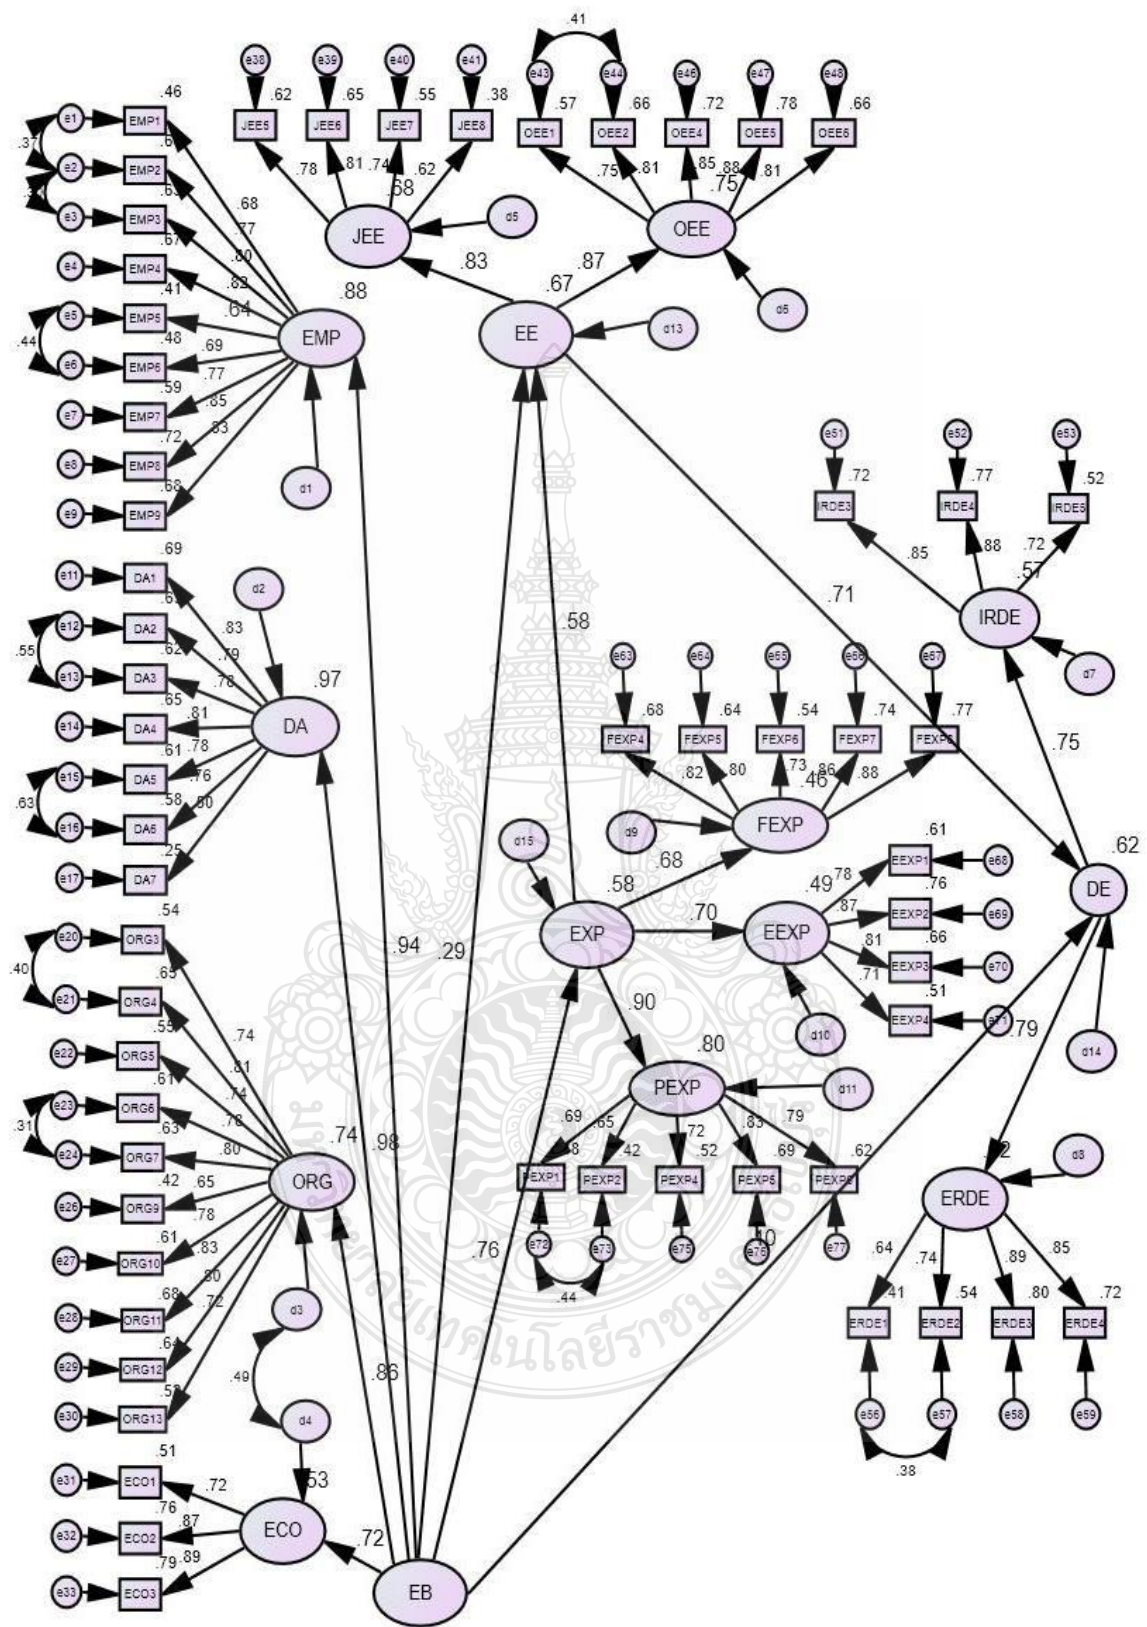 .41
e38 e39 e40 e41 e43 e44 e46 e47 e48
.62 .65 .55 .38 .57 .66 .72 .78 .66
JEE5 JEE6 JEE7 JEE8 OEE1 OEE2 OEE4 OEE5 OEE6
.78 .81 .74 .62 .75 .81 .85 .88 .81
.68 .75
JEE d5 OEE
.83 .87
.67
EE d13 d6
.46
e1 EMP1
.37
e2 EMP2
e3 EMP3
.67
e4 EMP4
.41
e5 EMP5
.44
.48
e6 EMP6
.59
e7 EMP7
.72
e8 EMP8
.68
e9 EMP9
.68
.77
.80
.82
.64
.69
.77
.85
.83
.88
EMP
d1
.69
e11 DA1
e12 DA2
.55
.62
e13 DA3
.65
e14 DA4
.61
e15 DA5
.63
.58
e16 DA6
.25
e17 DA7
.83
.79
.78
.81
.78
.76
.80
d2
.97
DA
.54
e20 ORG3
.40
.65
e21 ORG4
.55
e22 ORG5
.61
e23 ORG6
.31
.63
e24 ORG7
.42
e26 ORG9
.61
e27 ORG10
.68
e28 ORG11
.64
e29 ORG12
e30 ORG13
.74
.81
.74
.78
.80
.65
.78
.83
.80
.72
.74
ORG
d3
.49
d4
.51
e31 ECO1
.76
e32 ECO2
.79
e33 ECO3
.72
.87
.89
.53
ECO
.72
EB
.86
.98
.94
.29
.76
.58
.71
e51 e52 e53
.72 .77 .52
IRDE3 IRDE4 IRDE5
.85 .88 .72
.57
IRDE
d7
.75
e63 e64 e65 e66 e67
.68 .64 .54 .74 .77
FEXP4 FEXP5 FEXP6 FEXP7 FEXP8
.82 .80 .73 .86 .88
.46
d9 FEXP
d15
.68
.58
EXP
.70
.49
EEXP
d10
.78 .61
EEXP1 e68
.87 .76
EEXP2 e69
.81 .66
EEXP3 e70
.71 .51
EEXP4 e71
.62
DE
d14
.79
.90
.80
PEXP d11
.69 .65 .72 .83 .79
.42 .52 .69 .62
PEXP1 PEXP2 PEXP4 PEXP5
e72 e73 e75 e76 e77
.44
d8
ERDE
.64 .74 .89 .85
.41 .54 .80 .72
ERDE1 ERDE2 ERDE3 ERDE4
e56 e57 e58 e59
.38